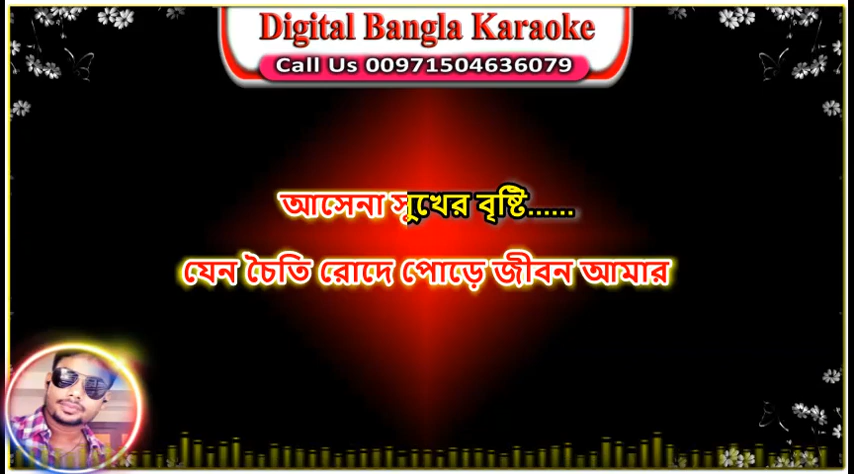 Digital Bangla Karaoke
Call Us 00971504636079
আসেনা সুখের বৃষ্টি......
যেন চৈতি রোদে পোড়ে জীবন আমার